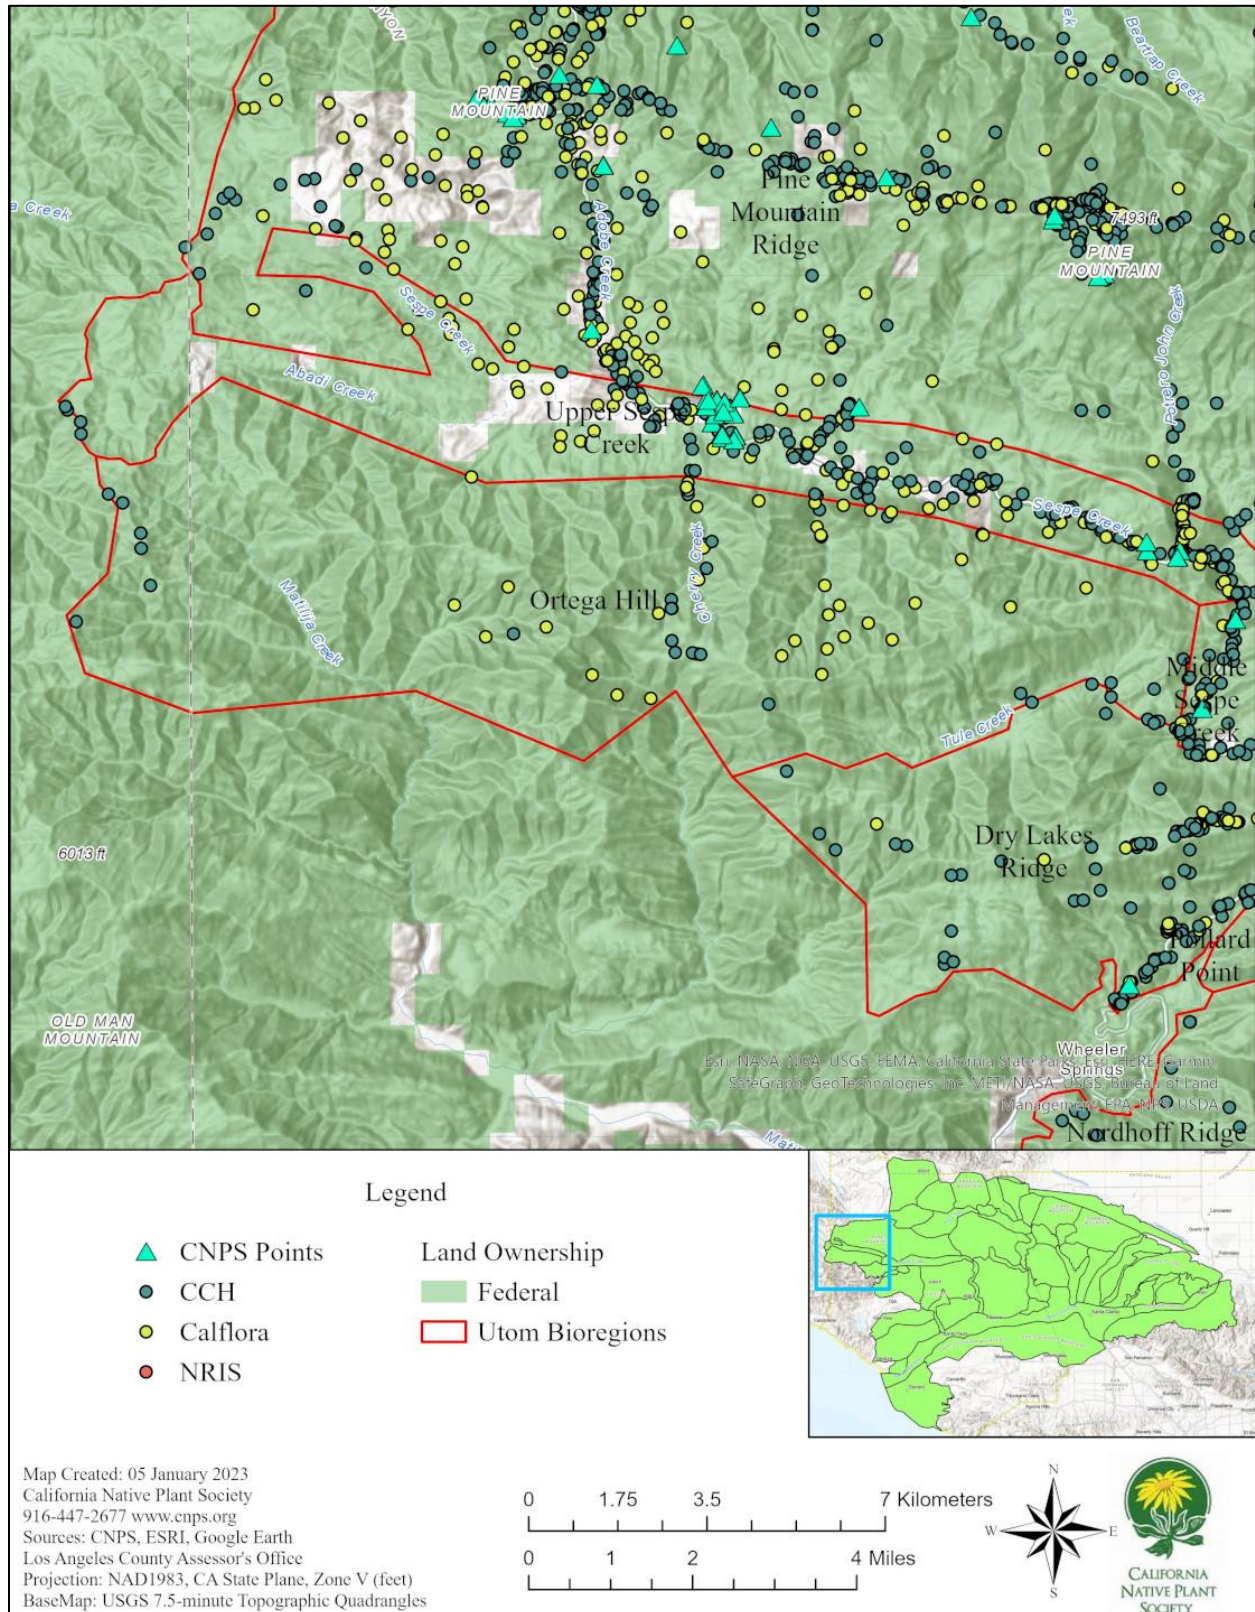 NYON
Beartrap Creek
PINE
MOUNTAIN
a Creek
Adobe Creek
Pine
Mountain
Ridge
7493 ft
PINE
MOUNTAIN
Potrero John Creek
Sespe Creek
Abadi Creek
Upper Sespe
Creek
Sespe Creek
Cherry Creek
Ortega Hill
Matilija Creek
Middle
Sespe
Creek
Tule Creek
Dry Lakes
Ridge
6013 ft
Pollard
Point
OLD MAN
MOUNTAIN
Wheeler
Springs
Esri, NASA, NGA, USGS, FEMA, California State Parks, Esri, HERE, Garmin,
SafeGraph, GeoTechnologies, Inc, METI/NASA, USGS, Bureau of Land
Management, EPA, NPS, USDA
Nordhoff Ridge
Legend
CNPS Points
CCH
Calflora
NRIS
Land Ownership
Federal
Utom Bioregions
Map Created: 05 January 2023
California Native Plant Society
916-447-2677 www.cnps.org
Sources: CNPS, ESRI, Google Earth
Los Angeles County Assessor's Office
Projection: NAD1983, CA State Plane, Zone V (feet)
BaseMap: USGS 7.5-minute Topographic Quadrangles
0 1.75 3.5 7 Kilometers
0 1 2 4 Miles
N
W E
S
CALIFORNIA
NATIVE PLANT
SOCIETY